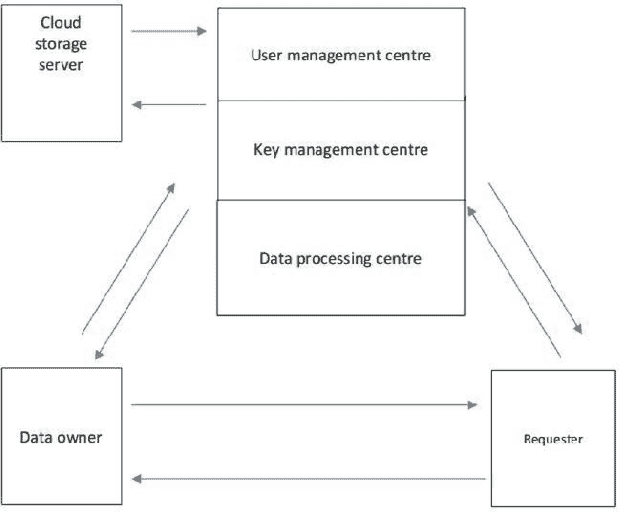 Cloud
storage
server
User management centre
Key management centre
Data processing centre
Data owner
Requester